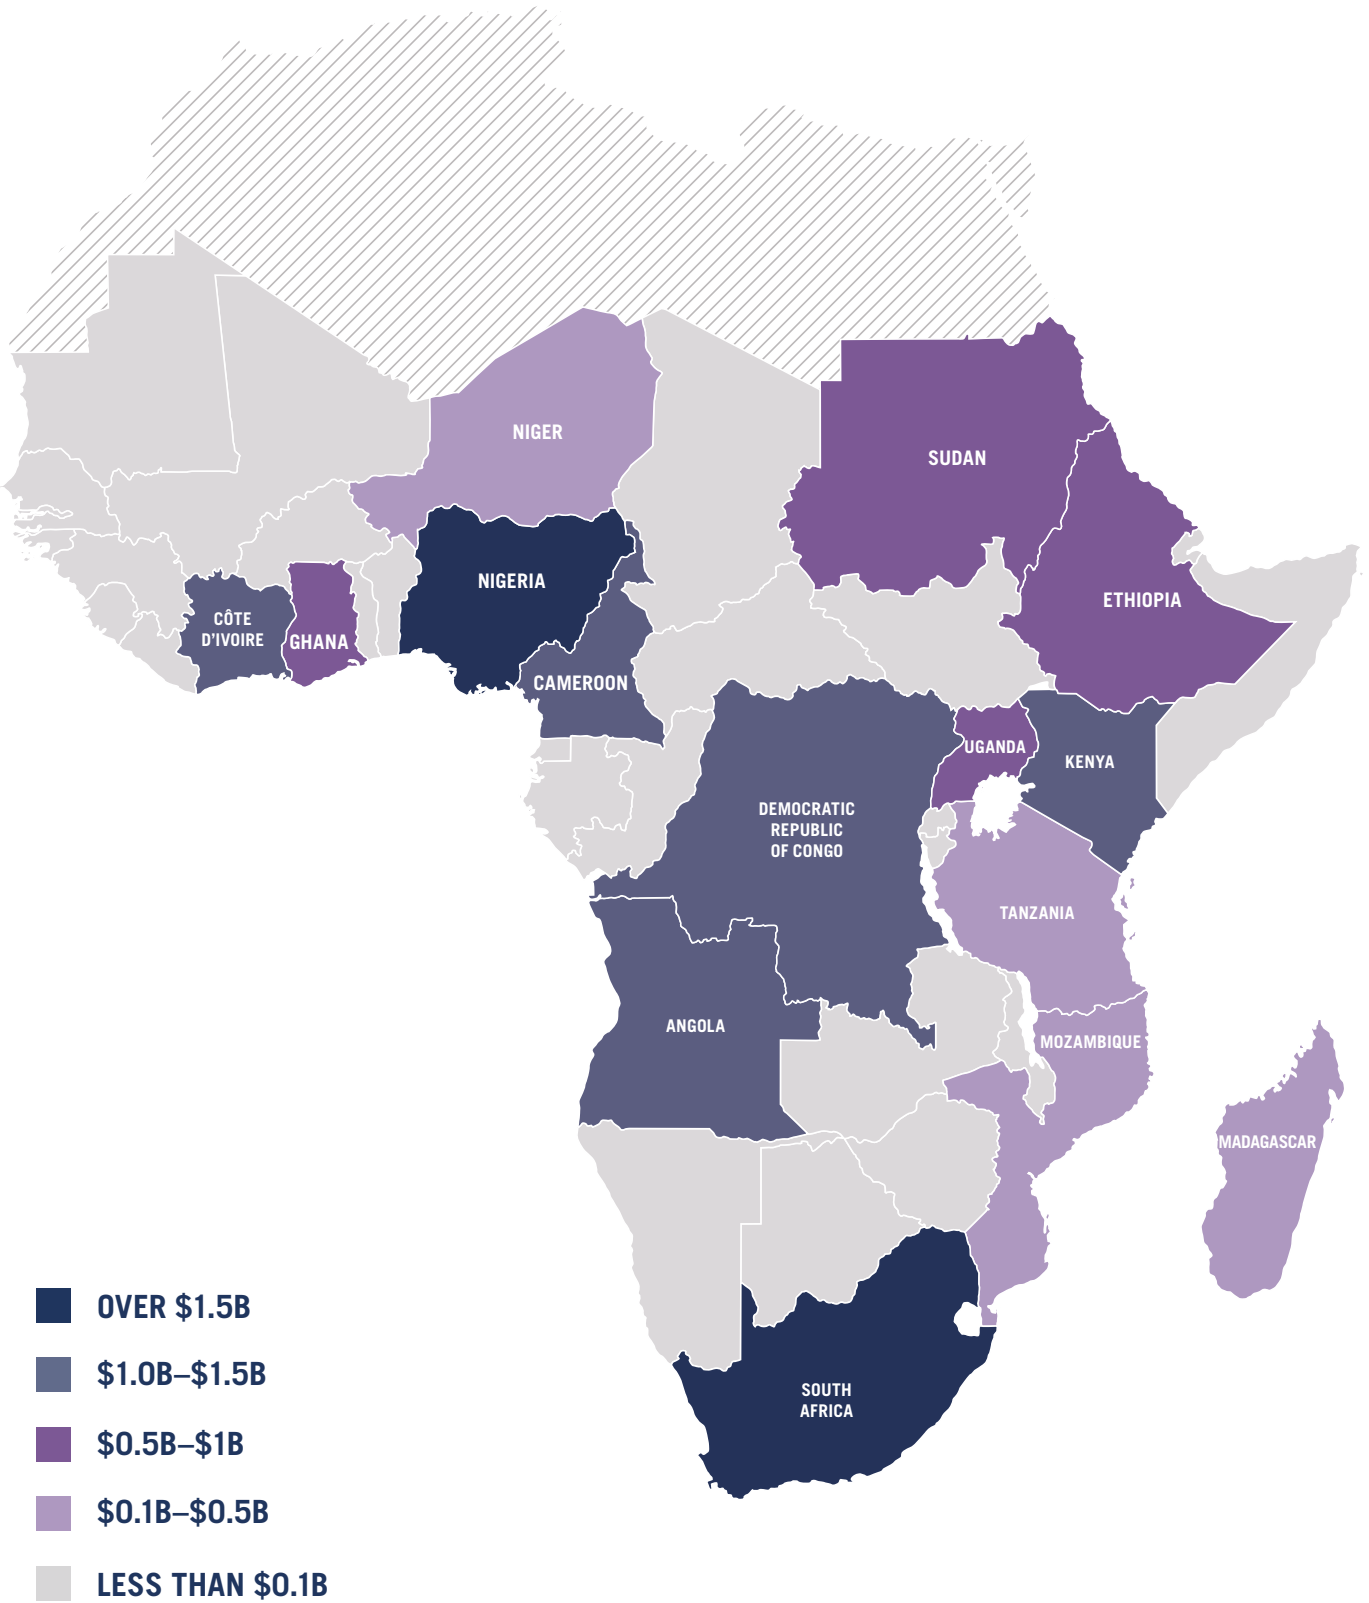 NIGER
SUDAN
NIGERIA
ETHIOPIA
CÔTE
D'IVOIRE
GHANA
CAMEROON
UGANDA
KENYA
DEMOCRATIC
REPUBLIC
OF CONGO
TANZANIA
ANGOLA
MOZAMBIQUE
MADAGASCAR
SOUTH
AFRICA
OVER $1.5B
$1.0B–$1.5B
$0.5B–$1B
$0.1B–$0.5B
LESS THAN $0.1B